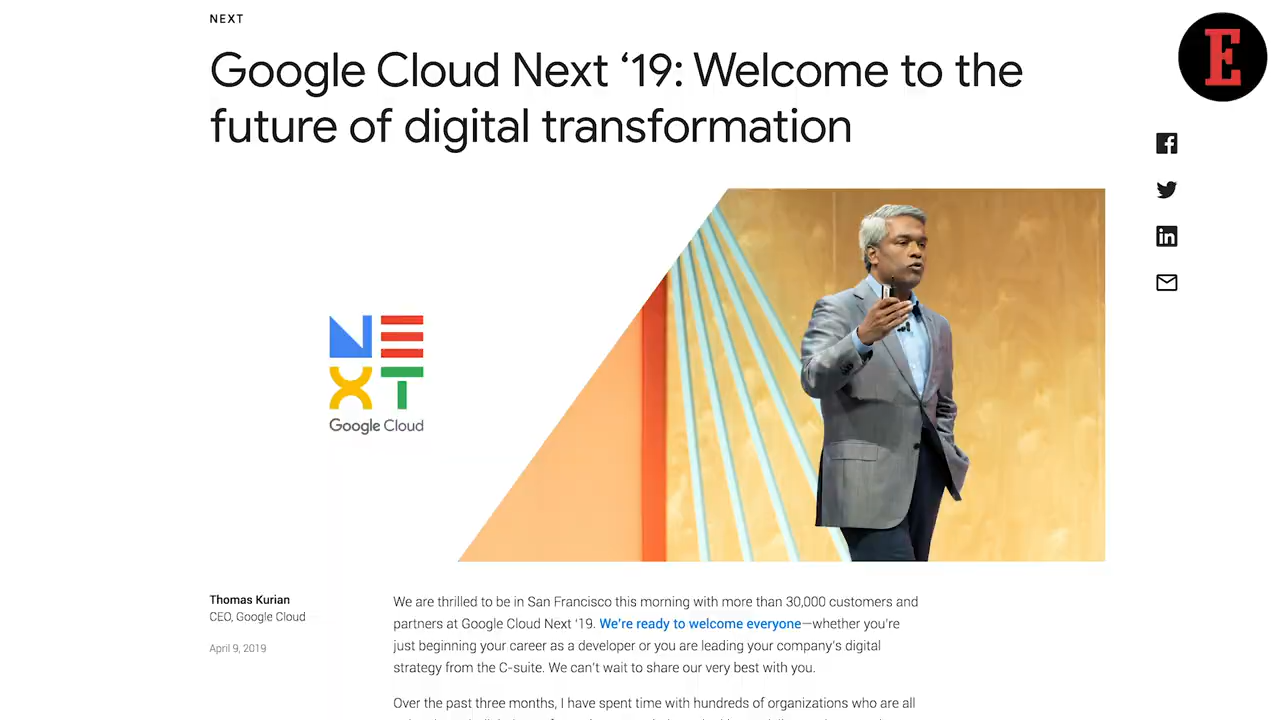 NEXT
Google Cloud Next ‘19: Welcome to the
future of digital transformation
E
NE
XT
Google Cloud
Thomas Kurian
CEO, Google Cloud
April 9, 2019
We are thrilled to be in San Francisco this morning with more than 30,000 customers and
partners at Google Cloud Next ‘19. We’re ready to welcome everyone—whether you’re
just beginning your career as a developer or you are leading your company’s digital
strategy from the C-suite. We can’t wait to share our very best with you.
Over the past three months, I have spent time with hundreds of organizations who are all